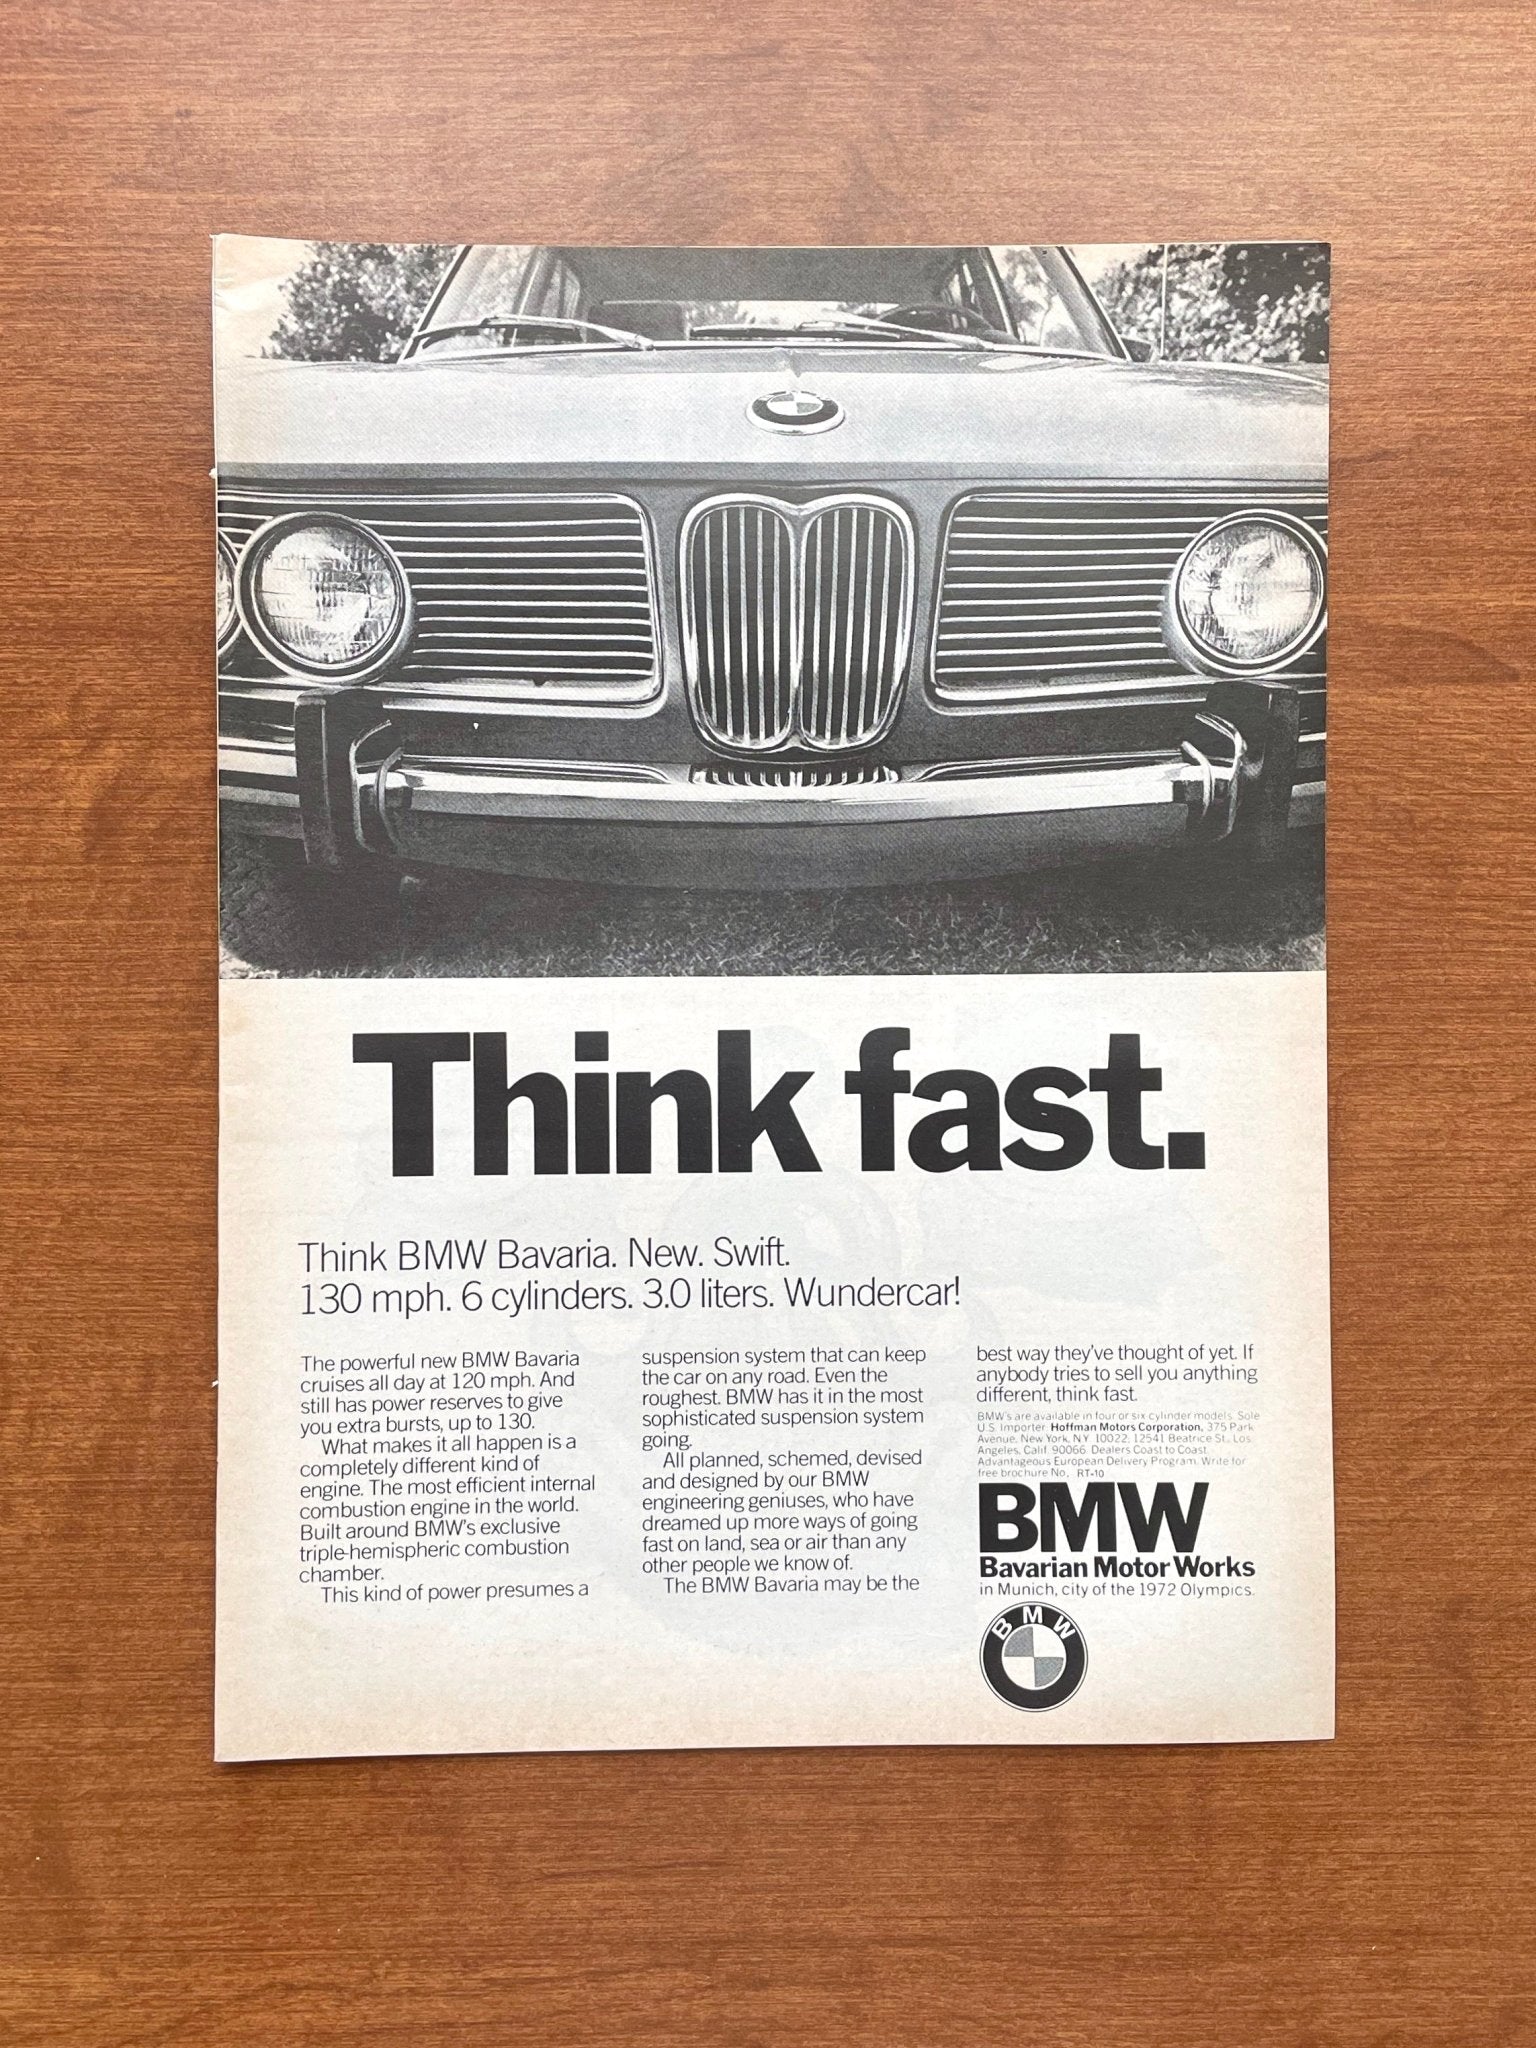 Think fast.
Think BMW Bavaria. New. Swift.
130 mph. 6 cylinders. 3.0 liters. Wundercar!
The powerful new BMW Bavaria
cruises all day at 120 mph. And
still has power reserves to give
you extra bursts, up to 130.
What makes it all happen is a
completely different kind of
engine. The most efficient internal
combustion engine in the world.
Built around BMW's exclusive
triple-hemispheric combustion
chamber.
This kind of power presumes a
suspension system that can keep
the car on any road. Even the
roughest. BMW has it in the most
sophisticated suspension system
going.
All planned, schemed, devised
and designed by our BMW
engineering geniuses, who have
dreamed up more ways of going
fast on land, sea or air than any
other people we know of.
The BMW Bavaria may be the
best way they've thought of yet. If
anybody tries to sell you anything
different, think fast.
BMW's are available in four or six cylinder models. Sole
U.S. Importer: Hoffman Motors Corporation, 375 Park
Avenue, New York, N.Y. 10022; 12541 Beatrice St., Los
Angeles, Calif. 90066. Dealers Coast to Coast.
Advantageous European Delivery Program. Write for
free brochure No. RT-10
BMW
Bavarian Motor Works
in Munich, city of the 1972 Olympics.
BMW